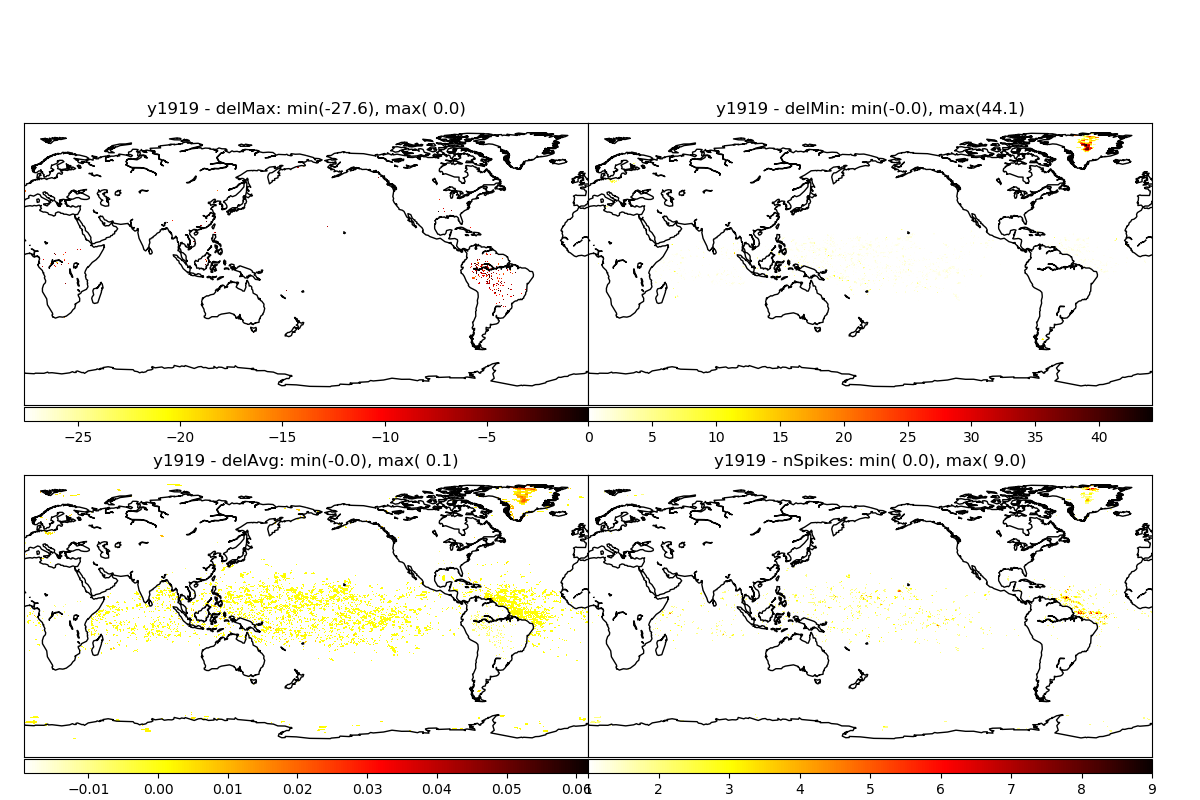 y1919 - delMax: min(-27.6), max( 0.0)
y1919 - delMin: min(-0.0), max(44.1)
−25 −20 −15 −10 −5
0 5 10 15 20 25 30 35 40
y1919 - delAvg: min(-0.0), max( 0.1)
y1919 - nSpikes: min( 0.0), max( 9.0)
−0.01 0.00 0.01 0.02 0.03 0.04 0.05 0.06
1 2 3 4 5 6 7 8 9